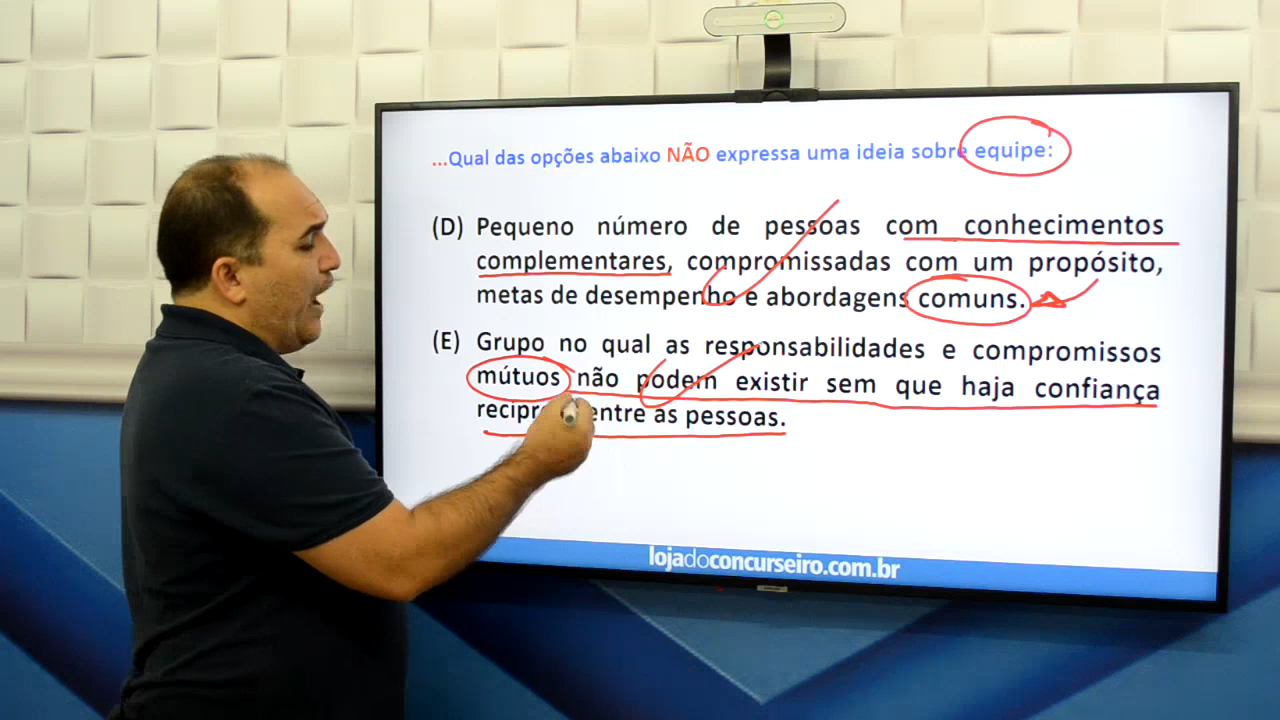 ...Qual das opções abaixo NÃO expressa uma ideia sobre equipe:
(D) Pequeno número de pessoas com conhecimentos
complementares, compromissadas com um propósito,
metas de desempenho e abordagens comuns.
(E) Grupo no qual as responsabilidades e compromissos
mútuos não podem existir sem que haja confiança
entre as pessoas.
lojadoconcurseiro.com.br